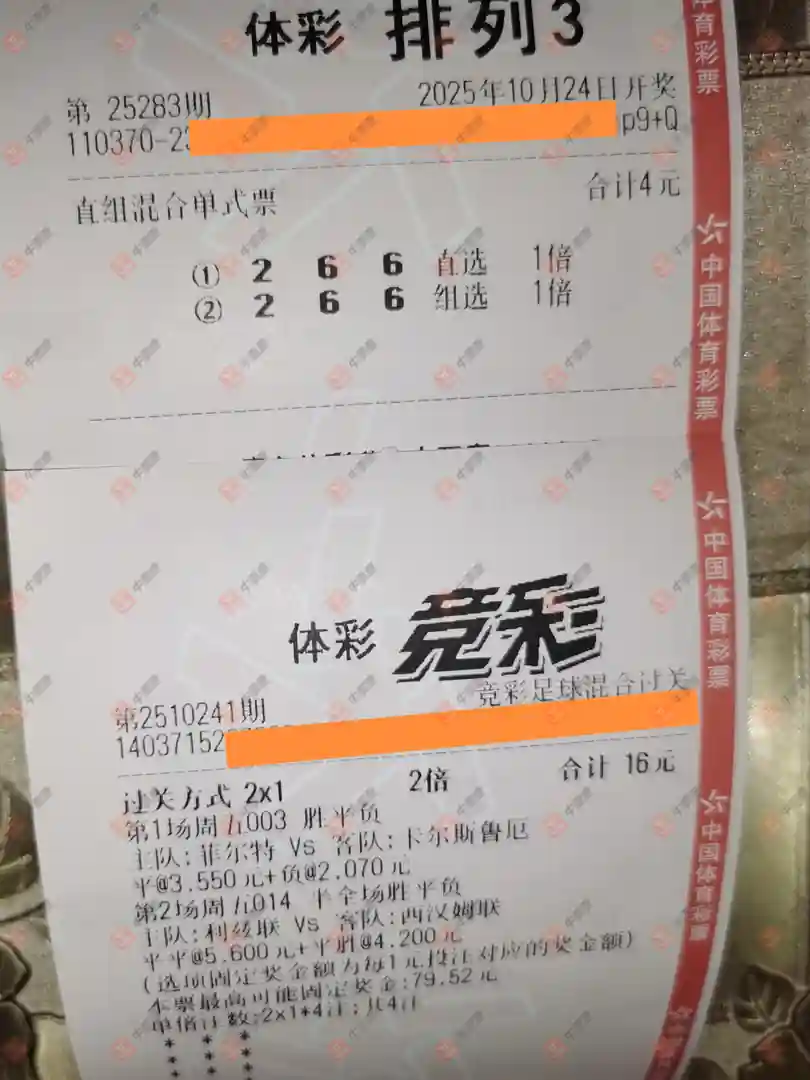 体彩 排列3
第 25283期 2025年10月24日开奖
110370-23 p9+Q
直组混合单式票 合计4元
① 2 6 6 直选 1倍
② 2 6 6 组选 1倍
体彩 竞彩
竞彩足球混合过关
第2510241期
14037152
过关方式 2x1 2倍 合计 16元
第1场周五003 胜平负
主队:菲尔特 Vs 客队:卡尔斯鲁厄
平@3.550元+负@2.070元
第2场周五014 半全场胜平负
主队:利兹联 Vs 客队:西汉姆联
平平@5.600元+平胜@4.200元
(选项固定奖金额为每1元投注对应的奖金额)
本票最高可能固定奖金:79.52元
单倍注数:2x1*4注;共4注
中国体育彩票
中国体育彩票
中国体育彩票
中国体育彩票